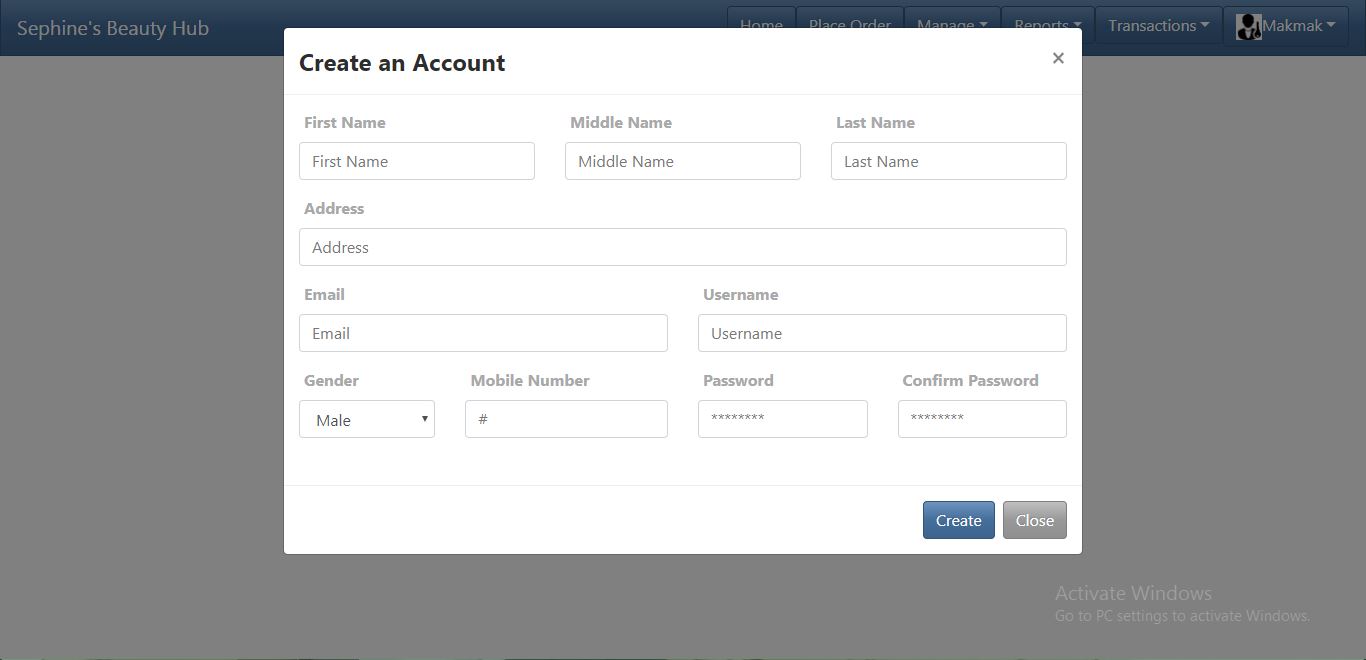 Sephine's Beauty Hub Home Place Order Manage Reports Transactions Makmak
Create an Account ×
First Name Middle Name Last Name
First Name Middle Name Last Name
Address
Address
Email Username
Email Username
Gender Mobile Number Password Confirm Password
Male # ******** ********
Create Close
Activate Windows
Go to PC settings to activate Windows.